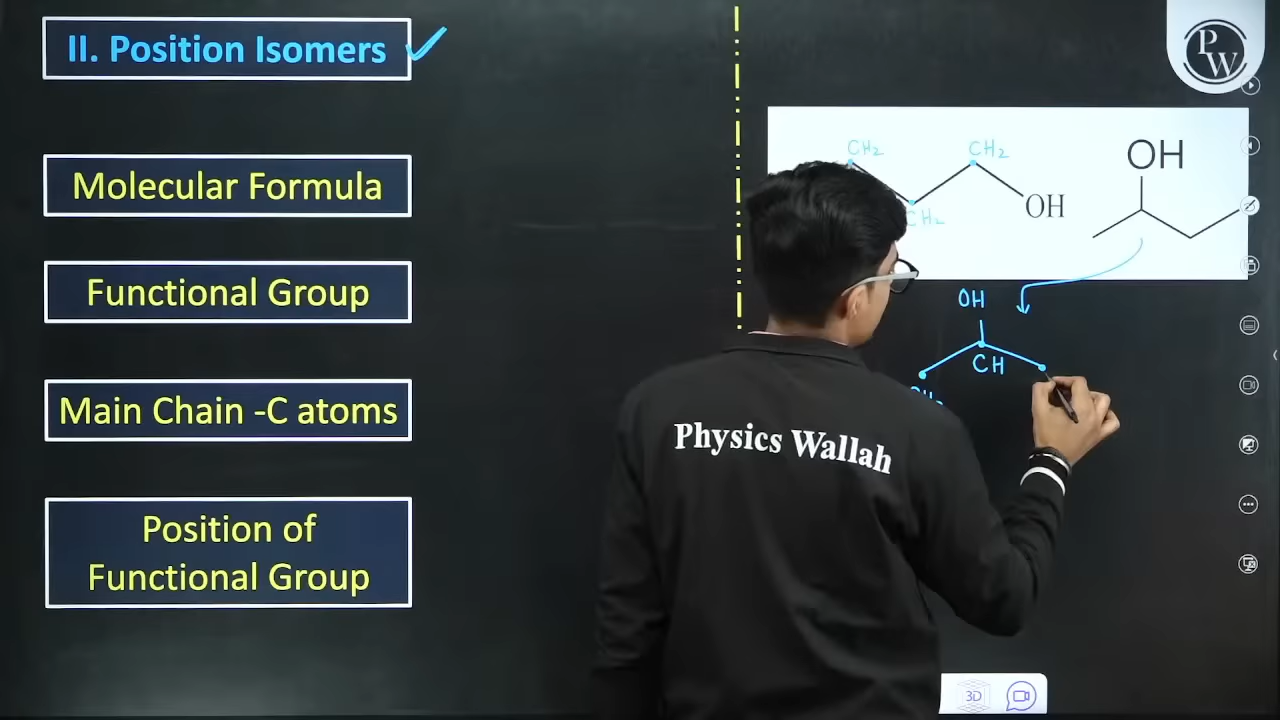 II. Position Isomers
Molecular Formula
Functional Group
Main Chain -C atoms
Position of
Functional Group
PW
CH2
CH2
CH2
OH
OH
OH
CH
Physics Wallah
3D